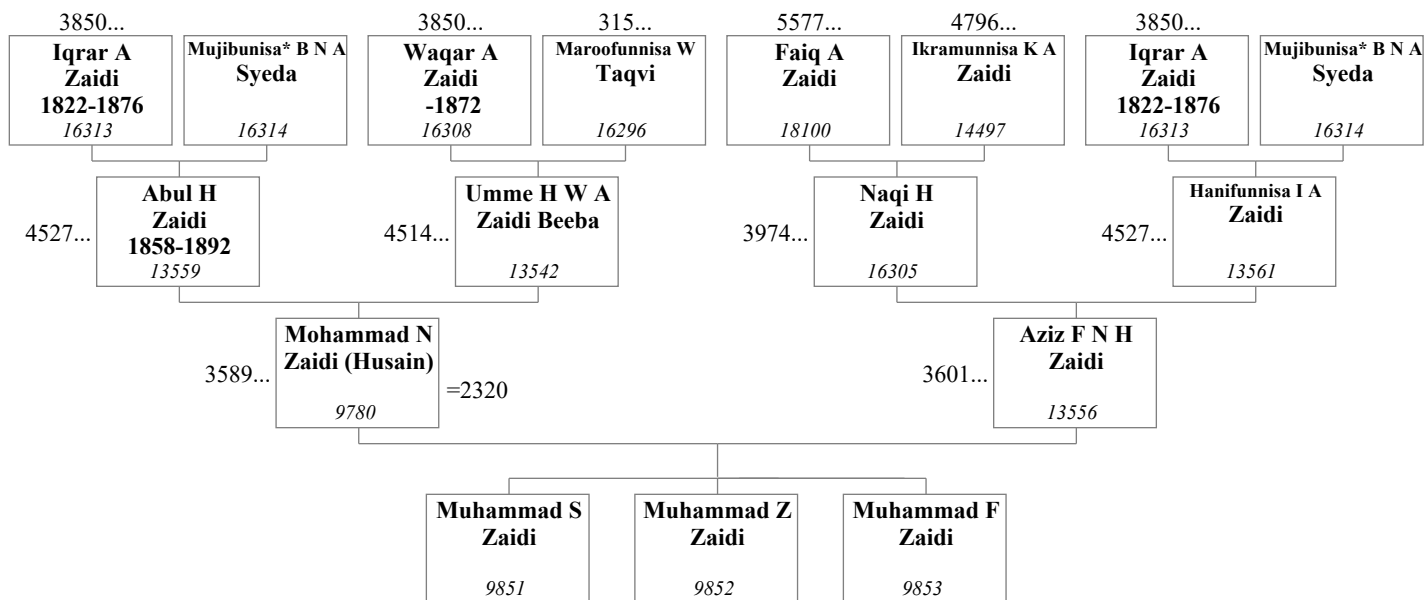 3850...
3850...
315...
5577...
4796...
3850...
Iqrar A
Zaidi
1822-1876
16313
Mujibunisa* B N A
Syeda
16314
Waqar A
Zaidi
-1872
16308
Maroofunnisa W
Taqvi
16296
Faiq A
Zaidi
18100
Ikramunnisa K A
Zaidi
14497
Iqrar A
Zaidi
1822-1876
16313
Mujibunisa* B N A
Syeda
16314
4527...
Abul H
Zaidi
1858-1892
13559
4514...
Umme H W A
Zaidi Beeba
13542
3974...
Naqi H
Zaidi
16305
4527...
Hanifunnisa I A
Zaidi
13561
3589...
Mohammad N
Zaidi (Husain)
9780
=2320
3601...
Aziz F N H
Zaidi
13556
Muhammad S
Zaidi
9851
Muhammad Z
Zaidi
9852
Muhammad F
Zaidi
9853